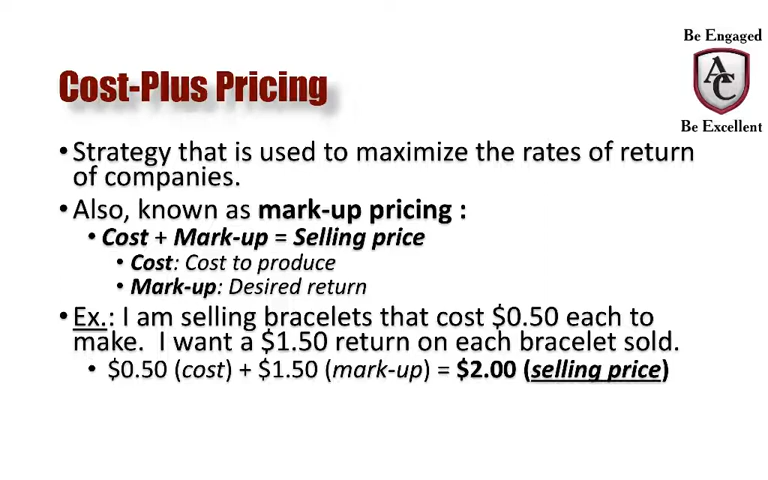 Be Engaged
AC
Be Excellent
Cost-Plus Pricing
• Strategy that is used to maximize the rates of return
of companies.
• Also, known as mark-up pricing :
• Cost + Mark-up = Selling price
• Cost: Cost to produce
• Mark-up: Desired return
• Ex.: I am selling bracelets that cost $0.50 each to
make. I want a $1.50 return on each bracelet sold.
• $0.50 (cost) + $1.50 (mark-up) = $2.00 (selling price)